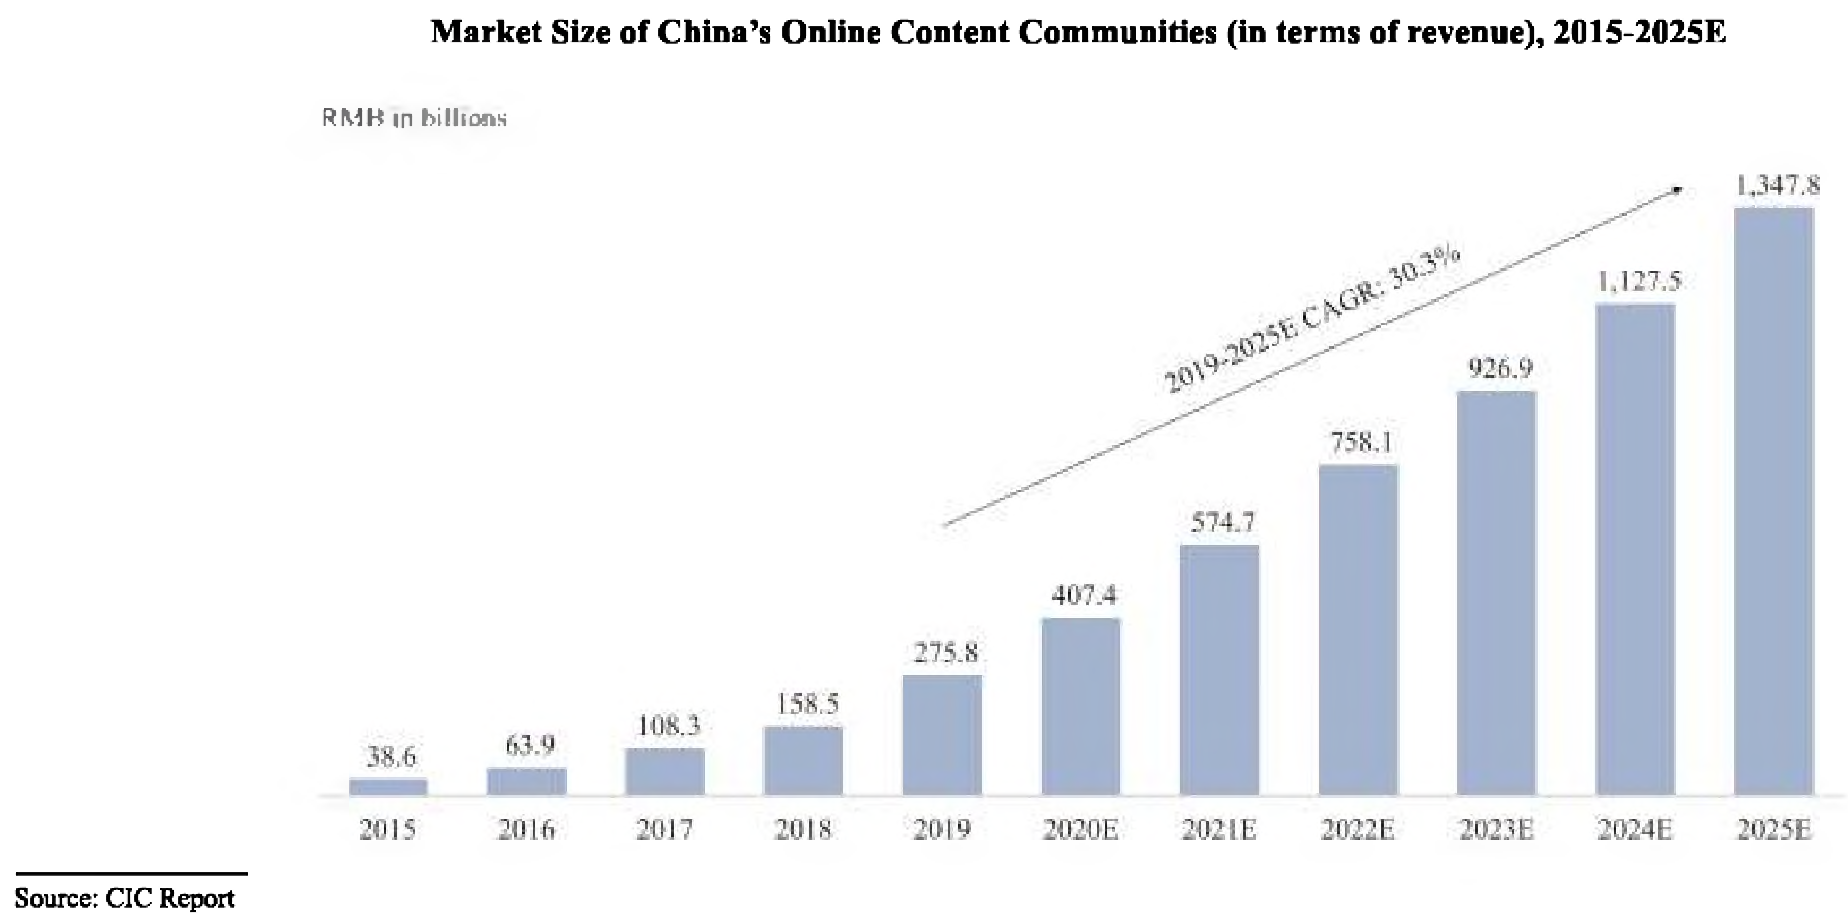 Market Size of China's Online Content Communities (in terms of revenue), 2015-2025E
RMB in billions
1,347.8
2019-2025E CAGR: 30.3%
1,127.5
926.9
758.1
574.7
407.4
275.8
158.5
108.3
63.9
38.6
2015 2016 2017 2018 2019 2020E 2021E 2022E 2023E 2024E 2025E
Source: CIC Report